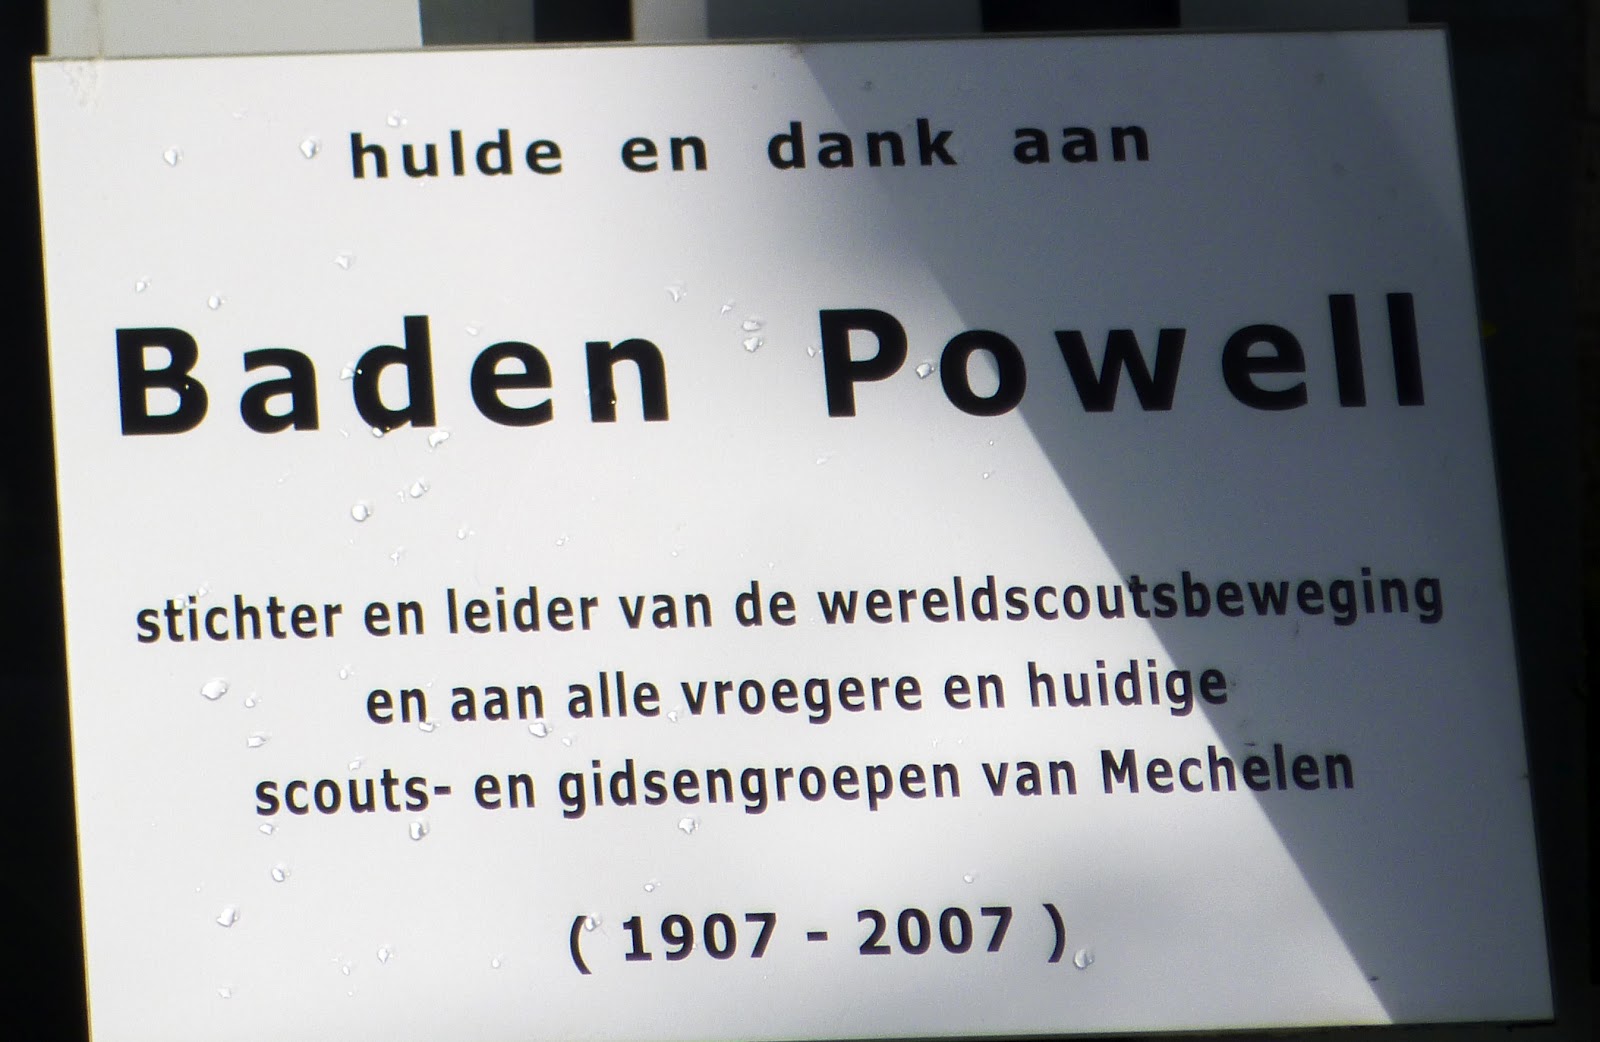 hulde en dank aan
Baden Powell
stichter en leider van de wereldscoutsbeweging
en aan alle vroegere en huidige
scouts- en gidsengroepen van Mechelen
( 1907 - 2007 )